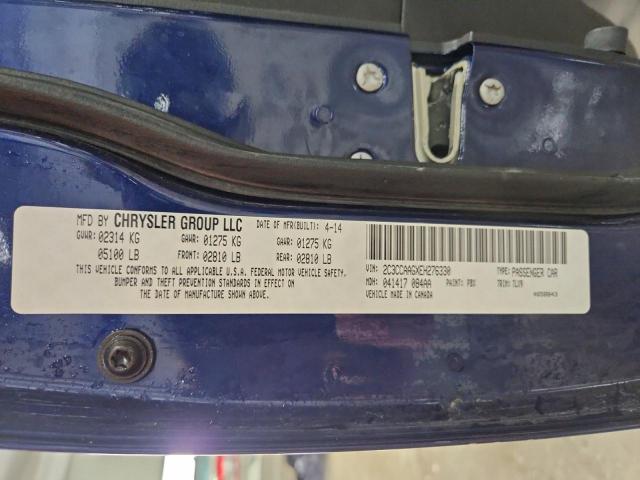 MFD BY CHRYSLER GROUP LLC DATE OF MFR(BUILT): 4-14
GVWR: 02314 KG GAWR: 01275 KG GAWR: 01275 KG
05100 LB FRONT: 02810 LB REAR: 02810 LB
THIS VEHICLE CONFORMS TO ALL APPLICABLE U.S.A. FEDERAL MOTOR VEHICLE SAFETY,
BUMPER AND THEFT PREVENTION STANDARDS IN EFFECT ON
THE DATE OF MANUFACTURE SHOWN ABOVE.
VIN: 2C3CCAAGXEH276330 TYPE: PASSENGER CAR
MDH: 041417 084AA PAINT: PBX TRIM: TLX9
VEHICLE MADE IN CANADA